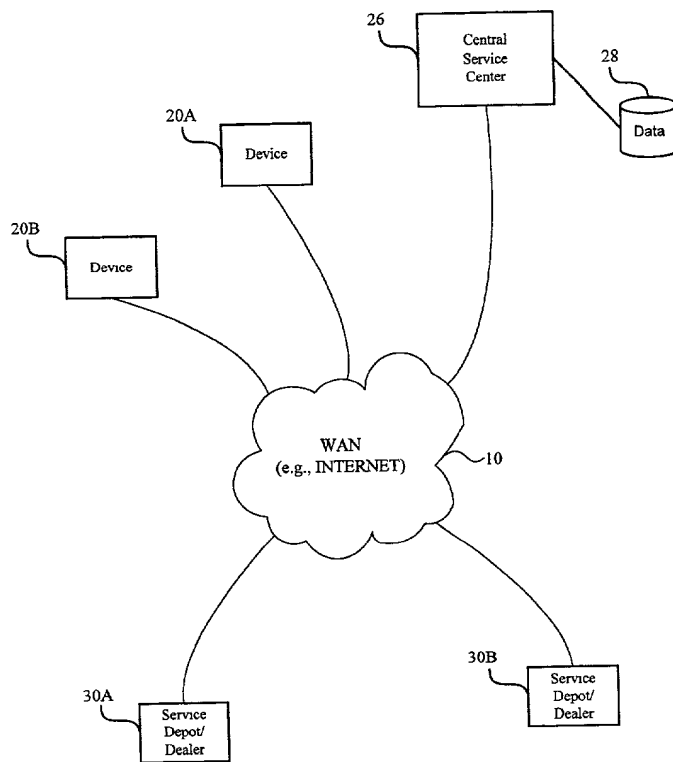 26
Central
Service
Center
28
Data
20A
Device
20B
Device
WAN
(e.g., INTERNET)
10
30A
Service
Depot/
Dealer
30B
Service
Depot/
Dealer